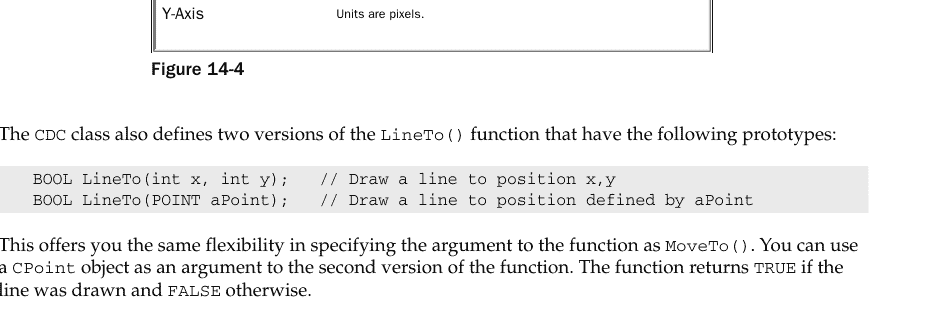 Y-Axis Units are pixels.
Figure 14-4
The CDC class also defines two versions of the LineTo() function that have the following prototypes:
BOOL LineTo(int x, int y); // Draw a line to position x,y
BOOL LineTo(POINT aPoint); // Draw a line to position defined by aPoint
This offers you the same flexibility in specifying the argument to the function as MoveTo(). You can use
a CPoint object as an argument to the second version of the function. The function returns TRUE if the
line was drawn and FALSE otherwise.